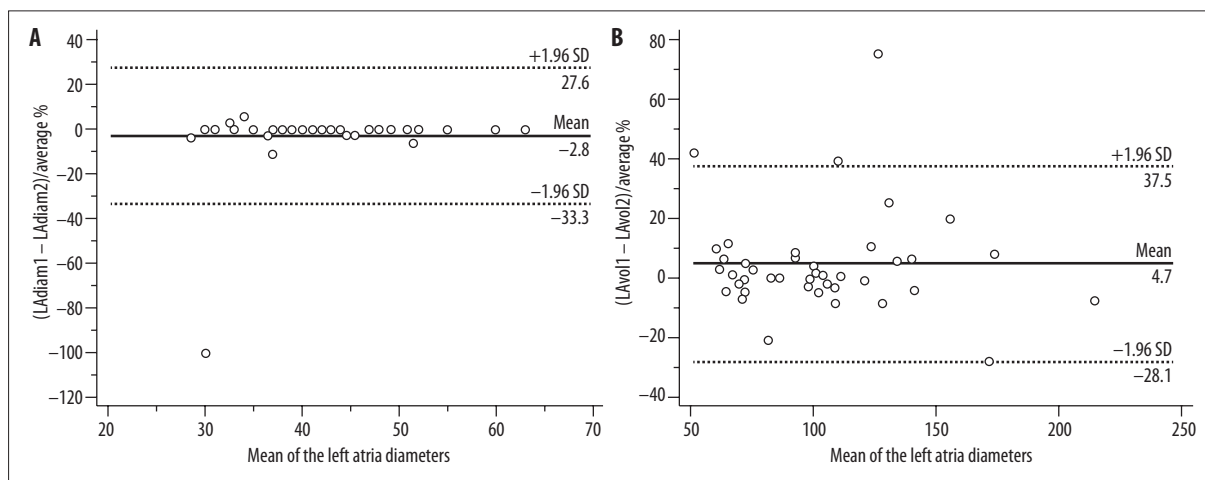 A
40
20
0
−20
−40
−60
−80
−100
−120
(LAdiam1 – LAdiam2)/average %
+1.96 SD
27.6
Mean
−2.8
−1.96 SD
−33.3
20
30
40
50
60
70
Mean of the left atria diameters
B
80
60
40
20
0
−20
−40
(LAvol1 – LAvol2)/average %
+1.96 SD
37.5
Mean
4.7
−1.96 SD
−28.1
50
100
150
200
250
Mean of the left atria diameters